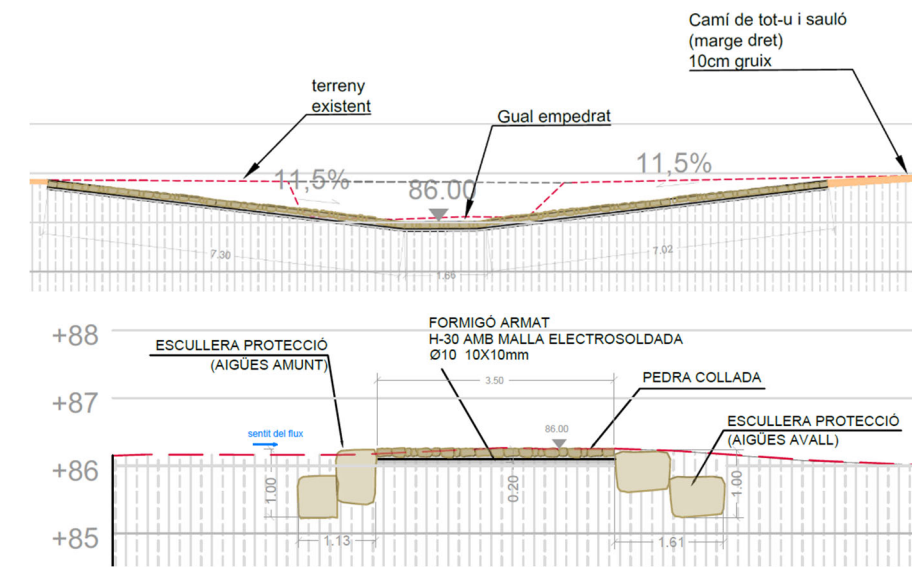 Camí de tot-u i sauló
(marge dret)
10cm gruix
terreny
existent
Gual empedrat
11,5%
86.00
11,5%
7.30
1.66
7.02
+88
+87
+86
+85
ESCULLERA PROTECCIÓ
(AIGÜES AMUNT)
FORMIGÓ ARMAT
H-30 AMB MALLA ELECTROSOLDADA
Ø10 10X10mm
3.50
PEDRA COLLADA
ESCULLERA PROTECCIÓ
(AIGÜES AVALL)
sentit del flux
86.00
1.00
0.20
1.00
1.13
1.61